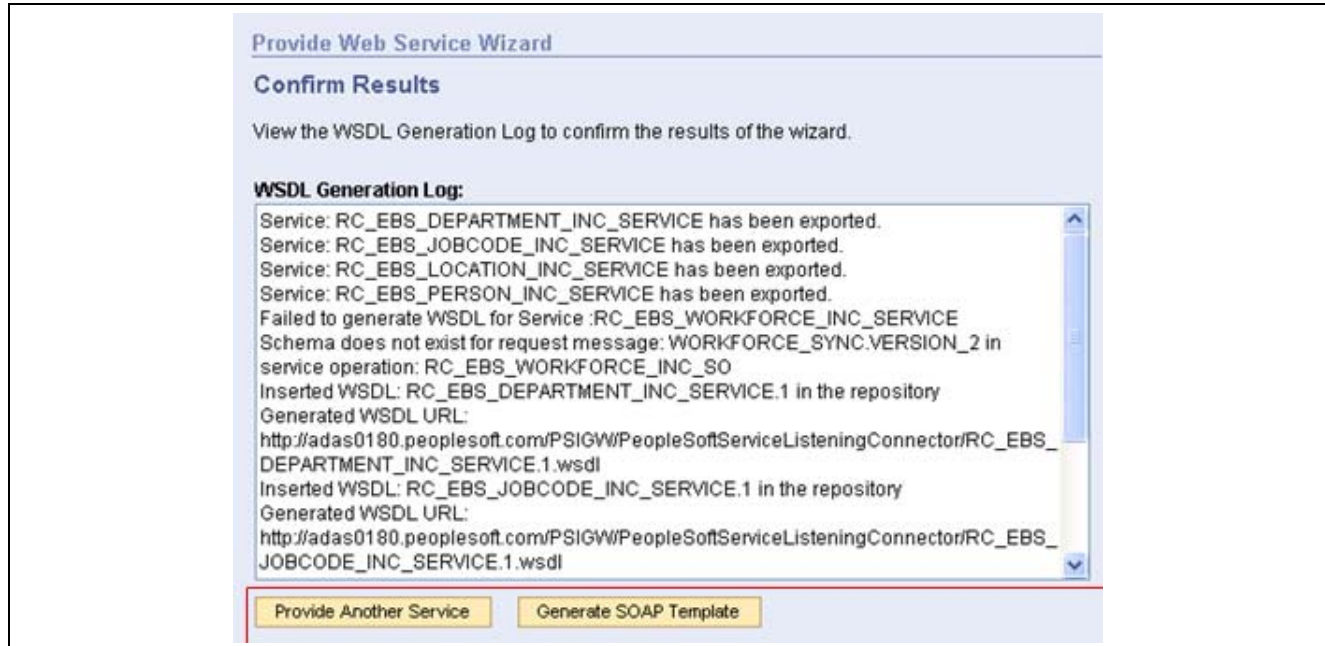 Provide Web Service Wizard
Confirm Results
View the WSDL Generation Log to confirm the results of the wizard.
WSDL Generation Log:
Service: RC_EBS_DEPARTMENT_INC_SERVICE has been exported.
Service: RC_EBS_JOBCODE_INC_SERVICE has been exported.
Service: RC_EBS_LOCATION_INC_SERVICE has been exported.
Service: RC_EBS_PERSON_INC_SERVICE has been exported.
Failed to generate WSDL for Service :RC_EBS_WORKFORCE_INC_SERVICE
Schema does not exist for request message: WORKFORCE_SYNC.VERSION_2 in
service operation: RC_EBS_WORKFORCE_INC_SO
Inserted WSDL: RC_EBS_DEPARTMENT_INC_SERVICE.1 in the repository
Generated WSDL URL:
http://adas0180.peoplesoft.com/PSIGW/PeopleSoftServiceListeningConnector/RC_EBS_
DEPARTMENT_INC_SERVICE.1.wsdl
Inserted WSDL: RC_EBS_JOBCODE_INC_SERVICE.1 in the repository
Generated WSDL URL:
http://adas0180.peoplesoft.com/PSIGW/PeopleSoftServiceListeningConnector/RC_EBS_
JOBCODE_INC_SERVICE.1.wsdl
Provide Another Service
Generate SOAP Template